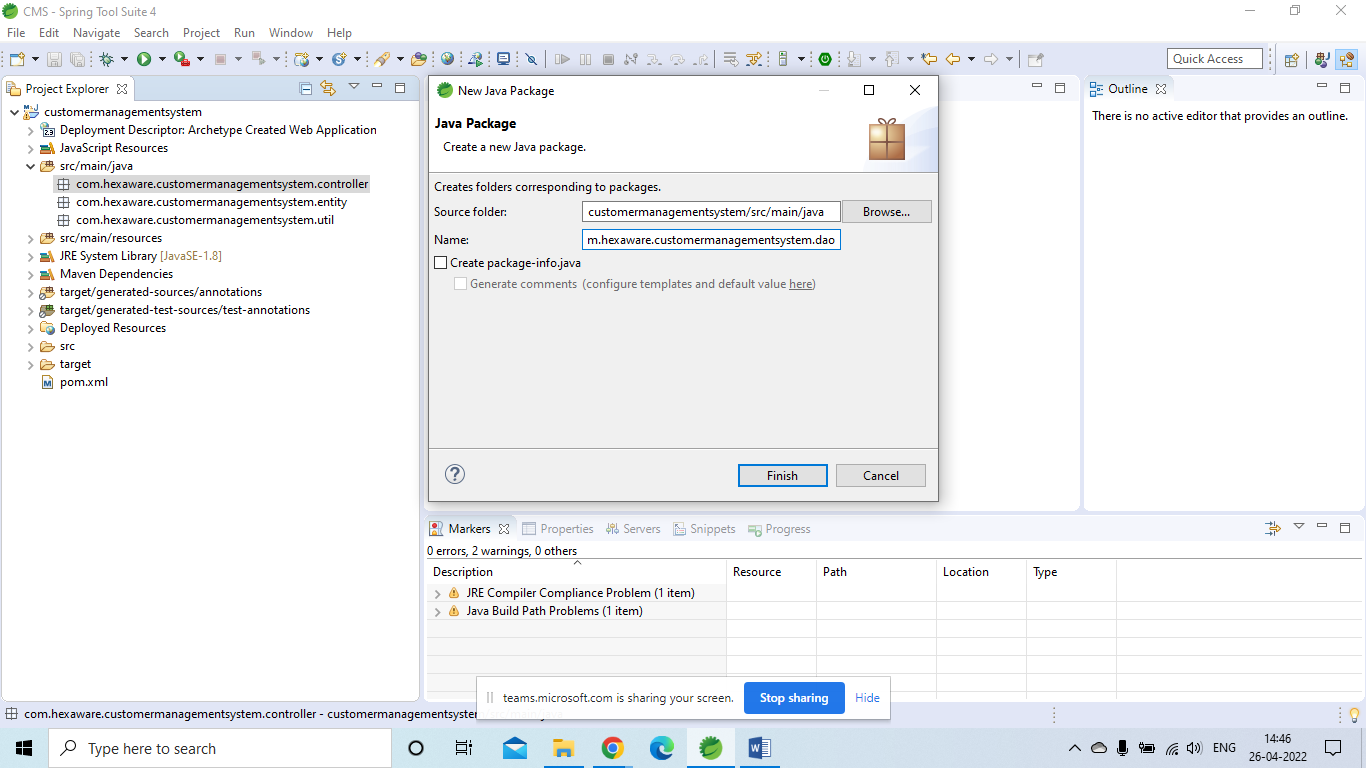 CMS - Spring Tool Suite 4
File Edit Navigate Search Project Run Window Help
Quick Access
Project Explorer
customermanagementsystem
Deployment Descriptor: Archetype Created Web Application
JavaScript Resources
src/main/java
com.hexaware.customermanagementsystem.controller
com.hexaware.customermanagementsystem.entity
com.hexaware.customermanagementsystem.util
src/main/resources
JRE System Library [JavaSE-1.8]
Maven Dependencies
target/generated-sources/annotations
target/generated-test-sources/test-annotations
Deployed Resources
src
target
pom.xml
New Java Package
Java Package
Create a new Java package.
Creates folders corresponding to packages.
Source folder: customermanagementsystem/src/main/java Browse...
Name: m.hexaware.customermanagementsystem.dao
Create package-info.java
Generate comments (configure templates and default value here)
Finish Cancel
Outline
There is no active editor that provides an outline.
Markers Properties Servers Snippets Progress
0 errors, 2 warnings, 0 others
Description Resource Path Location Type
JRE Compiler Compliance Problem (1 item)
Java Build Path Problems (1 item)
teams.microsoft.com is sharing your screen. Stop sharing Hide
com.hexaware.customermanagementsystem.controller - customermanagementsystem
Type here to search
ENG
14:46
26-04-2022